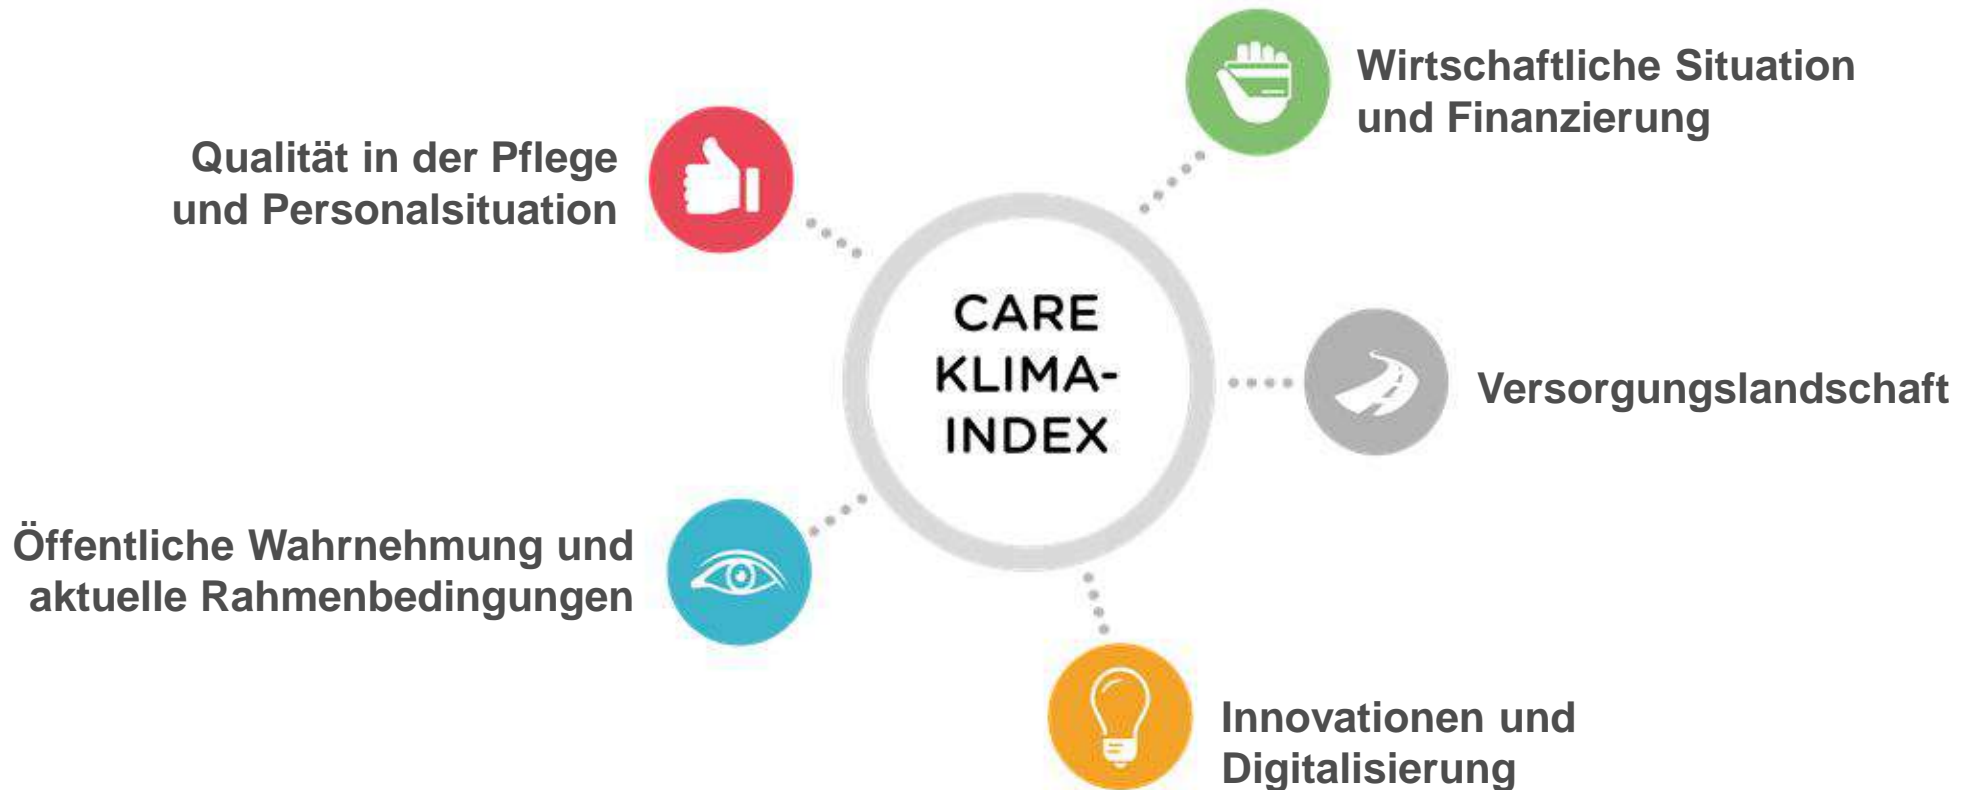 Wirtschaftliche Situation
und Finanzierung
Qualität in der Pflege
und Personalsituation
CARE
KLIMA-
INDEX
Versorgungslandschaft
Öffentliche Wahrnehmung und
aktuelle Rahmenbedingungen
Innovationen und
Digitalisierung